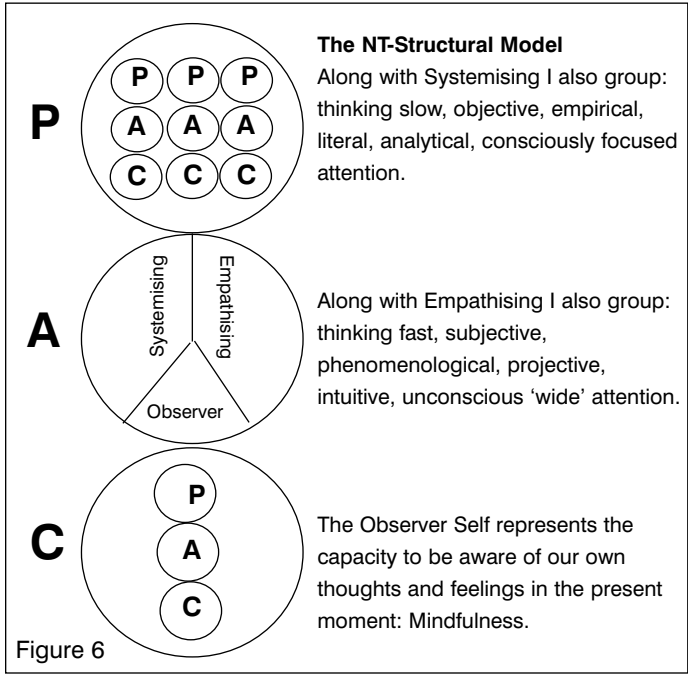 The NT-Structural Model
Along with Systemising I also group:
thinking slow, objective, empirical,
literal, analytical, consciously focused
attention.
P
P P P
A A A
C C C
A
Systemising
Empathising
Observer
Along with Empathising I also group:
thinking fast, subjective,
phenomenological, projective,
intuitive, unconscious ‘wide’ attention.
C
P
A
C
The Observer Self represents the
capacity to be aware of our own
thoughts and feelings in the present
moment: Mindfulness.
Figure 6